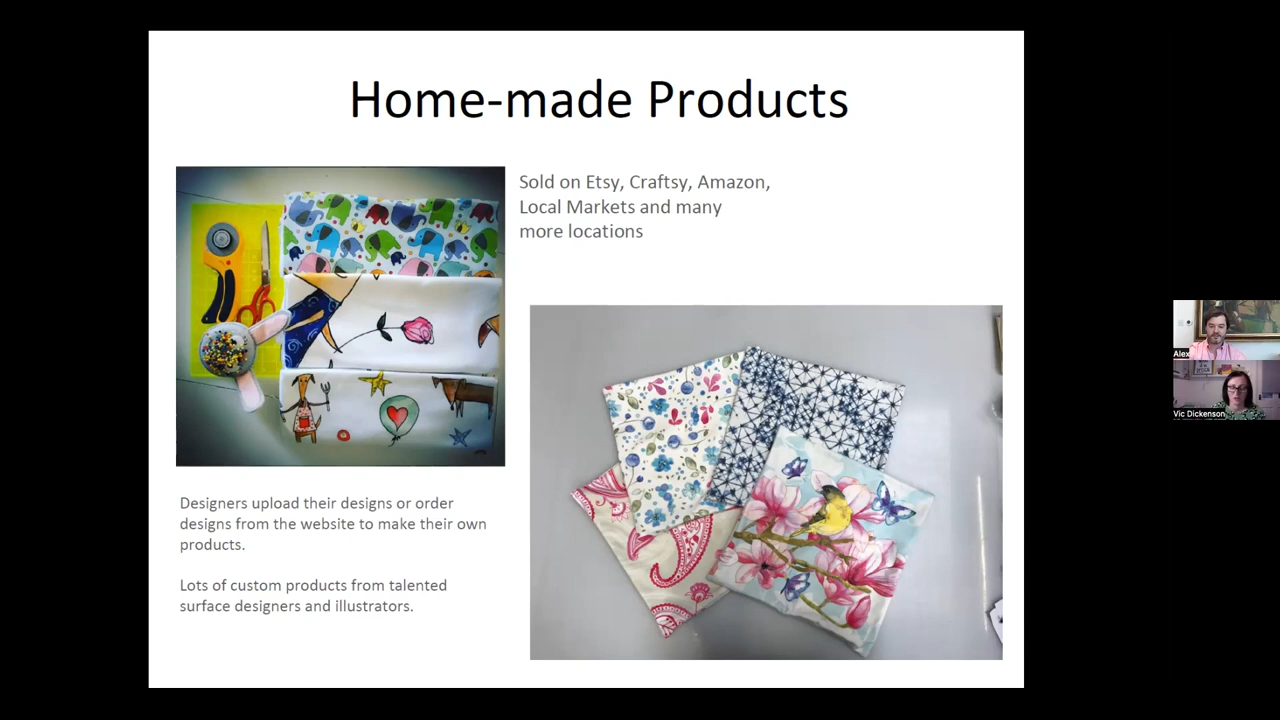 Home-made Products
Sold on Etsy, Craftsy, Amazon,
Local Markets and many
more locations
Designers upload their designs or order
designs from the website to make their own
products.
Lots of custom products from talented
surface designers and illustrators.
Alex
Vic Dickenson